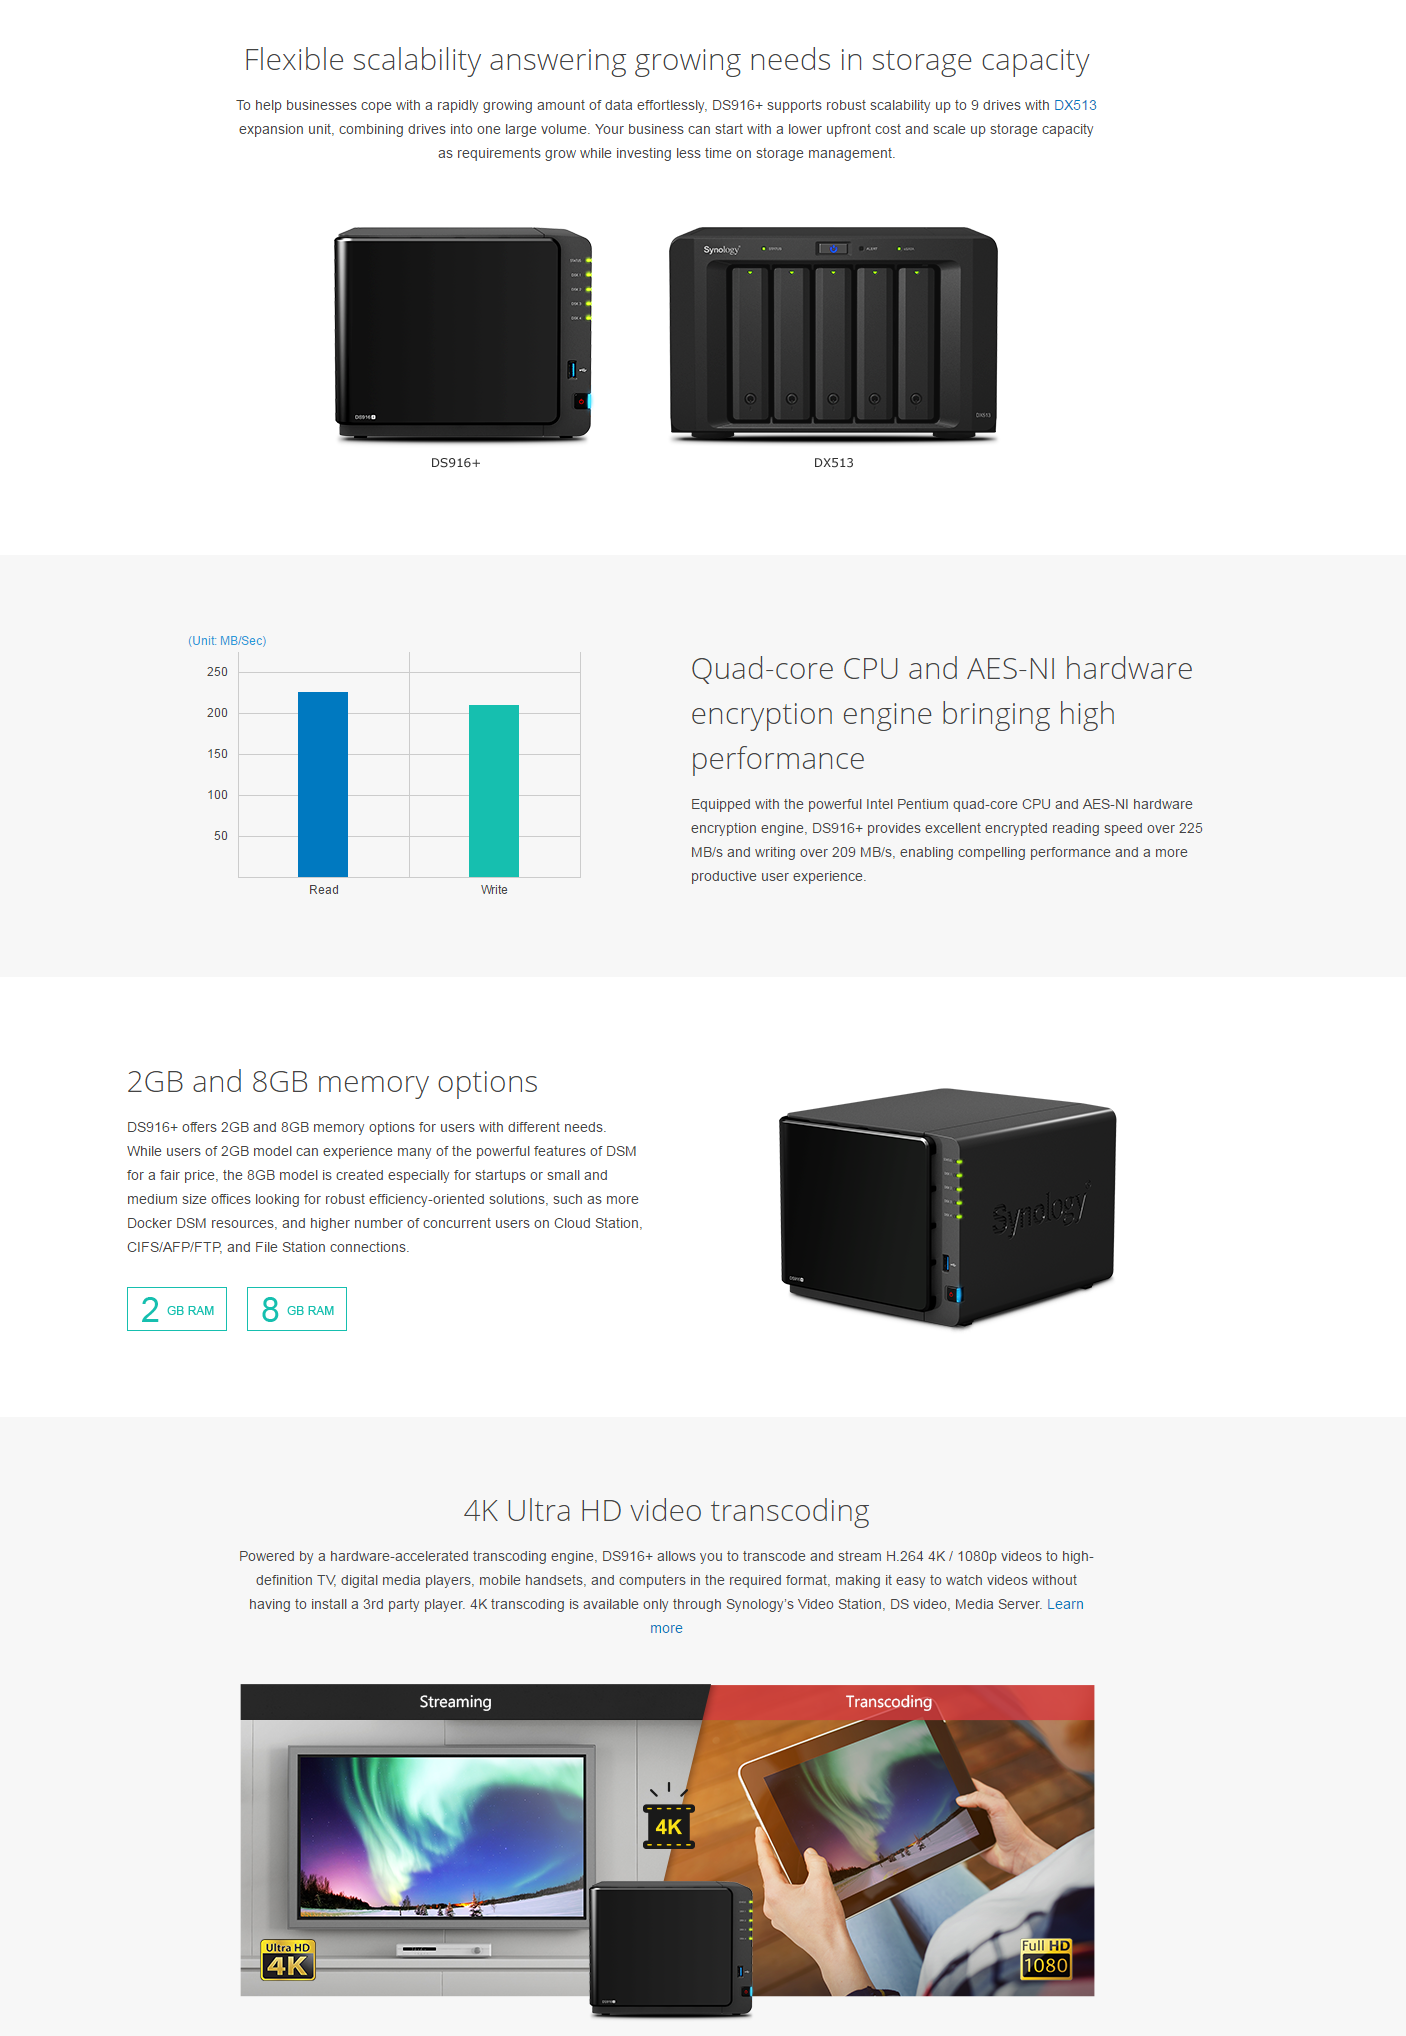 Flexible scalability answering growing needs in storage capacity
To help businesses cope with a rapidly growing amount of data effortlessly, DS916+ supports robust scalability up to 9 drives with DX513
expansion unit, combining drives into one large volume. Your business can start with a lower upfront cost and scale up storage capacity
as requirements grow while investing less time on storage management.
Synology
STATUS
ALERT
STATUS
DISK 1
DISK 2
DISK 3
DISK 4
DS916+
DX513
DS916+
DX513
(Unit: MB/Sec)
250
200
150
100
50
Read
Write
Quad-core CPU and AES-NI hardware
encryption engine bringing high
performance
Equipped with the powerful Intel Pentium quad-core CPU and AES-NI hardware
encryption engine, DS916+ provides excellent encrypted reading speed over 225
MB/s and writing over 209 MB/s, enabling compelling performance and a more
productive user experience.
2GB and 8GB memory options
DS916+ offers 2GB and 8GB memory options for users with different needs.
While users of 2GB model can experience many of the powerful features of DSM
for a fair price, the 8GB model is created especially for startups or small and
medium size offices looking for robust efficiency-oriented solutions, such as more
Docker DSM resources, and higher number of concurrent users on Cloud Station,
CIFS/AFP/FTP, and File Station connections.
2 GB RAM
8 GB RAM
Synology
4K Ultra HD video transcoding
Powered by a hardware-accelerated transcoding engine, DS916+ allows you to transcode and stream H.264 4K / 1080p videos to high-
definition TV, digital media players, mobile handsets, and computers in the required format, making it easy to watch videos without
having to install a 3rd party player. 4K transcoding is available only through Synology's Video Station, DS video, Media Server. Learn
more
Streaming
Transcoding
4K
Ultra HD
4K
Full HD
1080